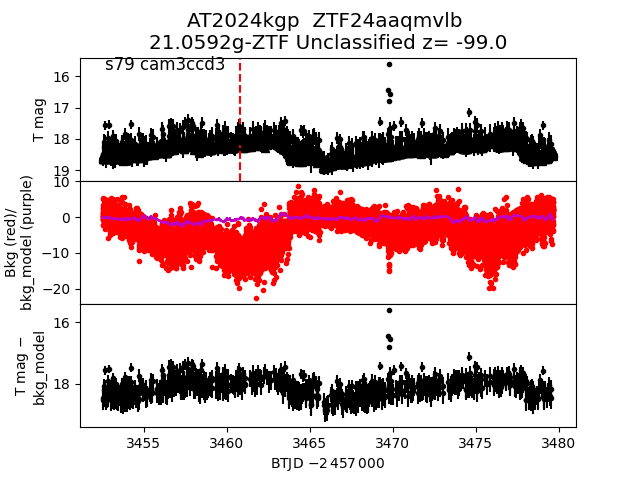 AT2024kgp  ZTF24aaqmvlb
21.0592g-ZTF Unclassified z= -99.0
s79 cam3ccd3
T mag
16
17
18
19
Bkg (red)/
bkg_model (purple)
10
0
−10
−20
T mag −
bkg_model
16
18
3455
3460
3465
3470
3475
3480
BTJD −2 457 000